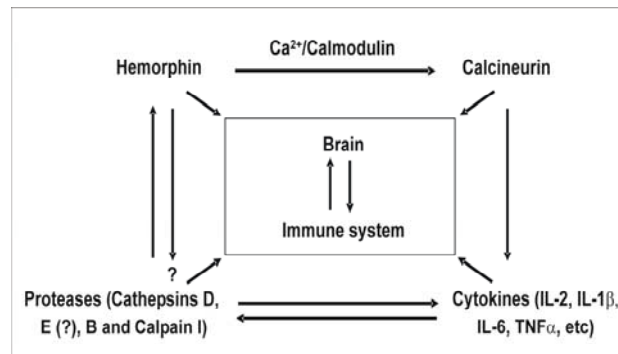 Ca²⁺/Calmodulin
Hemorphin
Calcineurin
Brain
Immune system
?
Proteases (Cathepsins D,
E (?), B and Calpain I)
Cytokines (IL-2, IL-1β,
IL-6, TNFα, etc)